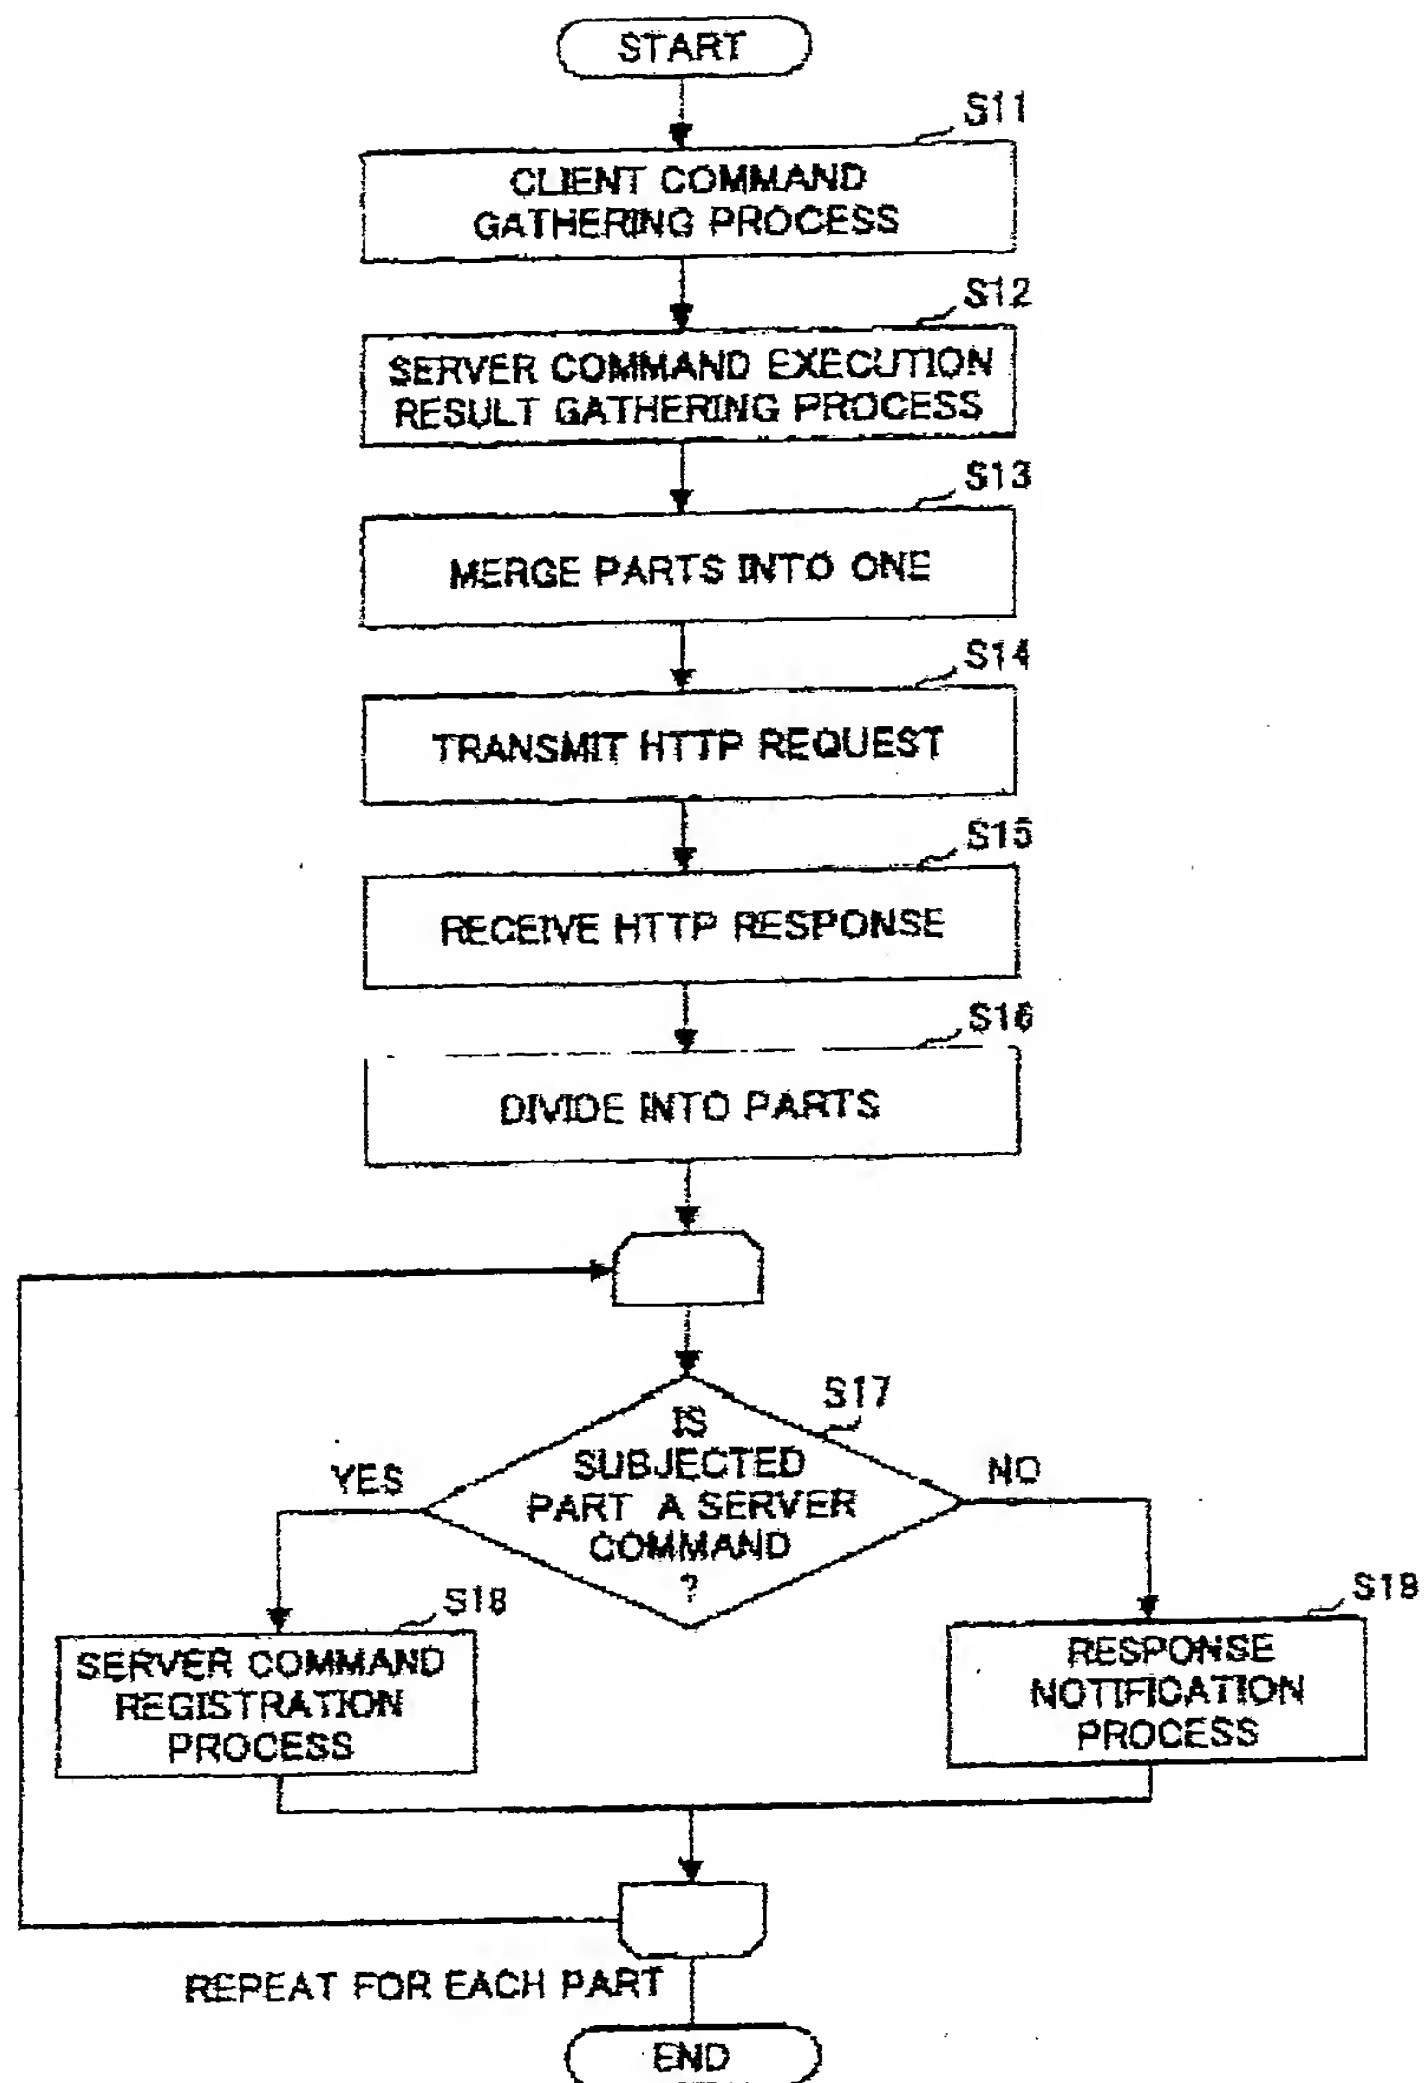 START
S11
CLIENT COMMAND
GATHERING PROCESS
S12
SERVER COMMAND EXECUTION
RESULT GATHERING PROCESS
S13
MERGE PARTS INTO ONE
S14
TRANSMIT HTTP REQUEST
S15
RECEIVE HTTP RESPONSE
S16
DIVIDE INTO PARTS
S17
IS
SUBJECTED
PART A SERVER
COMMAND
?
YES
NO
S18
SERVER COMMAND
REGISTRATION
PROCESS
S19
RESPONSE
NOTIFICATION
PROCESS
REPEAT FOR EACH PART
END